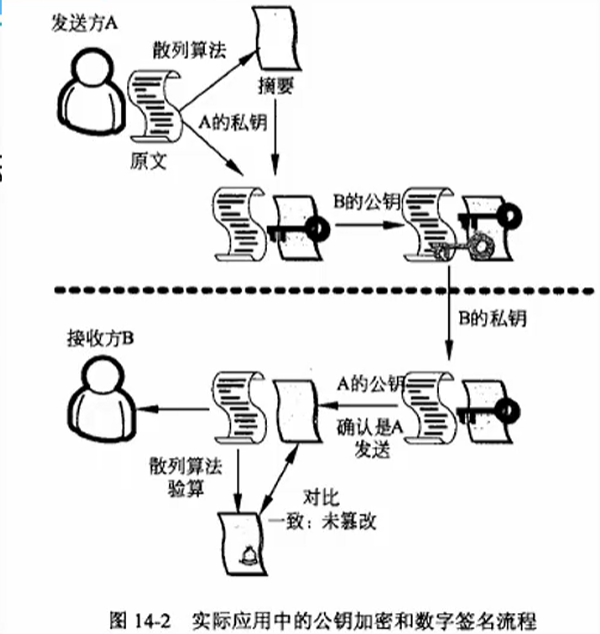 发送方A
散列算法
摘要
A的私钥
原文
B的公钥
B的私钥
接收方B
A的公钥
确认是A
发送
散列算法
验算
对比
一致：未篡改
图 14-2 实际应用中的公钥加密和数字签名流程